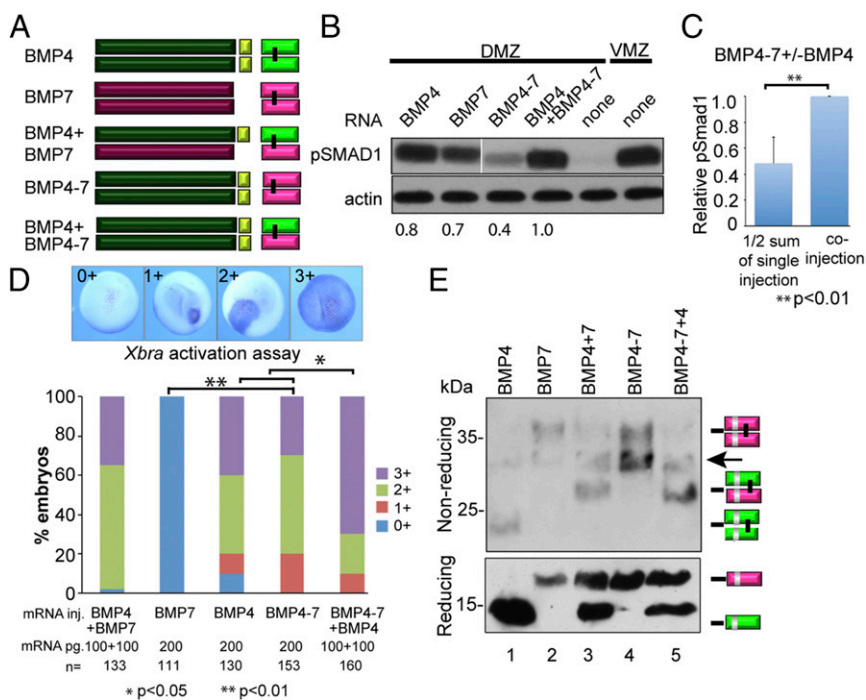 A
BMP4
BMP7
BMP4+
BMP7
BMP4-7
BMP4+
BMP4-7
B
DMZ VMZ
RNA BMP4 BMP7 BMP4-7 BMP4 +BMP4-7 none none
pSMAD1
actin
0.8 0.7 0.4 1.0
C
BMP4-7+/-BMP4
**
Relative pSmad1
1.0
0.8
0.6
0.4
0.2
0
1/2 sum of single injection
co-injection
**p<0.01
D
0+ 1+ 2+ 3+
Xbra activation assay
*
**
% embryos
100
80
60
40
20
0
3+
2+
1+
0+
mRNA inj. BMP4 +BMP7 BMP7 BMP4 BMP4-7 BMP4-7 +BMP4
mRNA pg. 100+100 200 200 200 100+100
n= 133 111 130 153 160
* p<0.05 ** p<0.01
E
kDa BMP4 BMP7 BMP4+7 BMP4-7 BMP4-7+4
Non-reducing
35-
25-
Reducing
15-
1 2 3 4 5